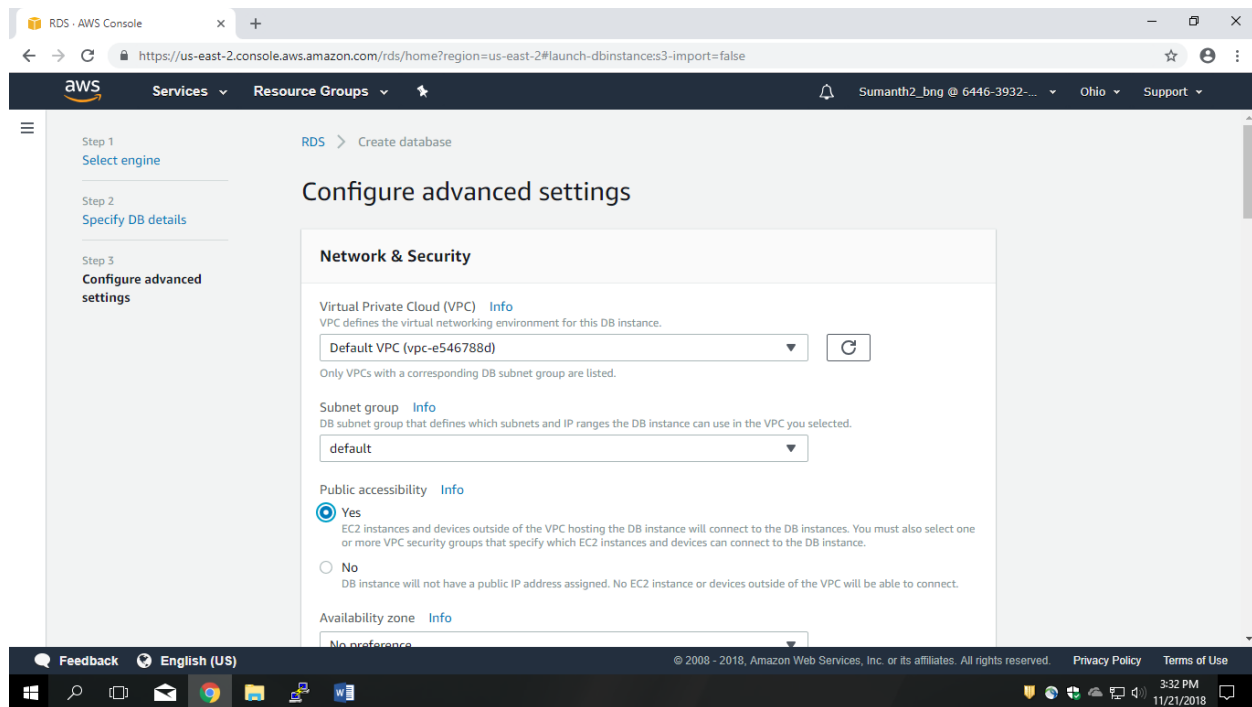 RDS · AWS Console
https://us-east-2.console.aws.amazon.com/rds/home?region=us-east-2#launch-dbinstance:s3-import=false
aws Services Resource Groups Sumanth2_bng @ 6446-3932-... Ohio Support
Step 1
Select engine
Step 2
Specify DB details
Step 3
Configure advanced
settings
RDS > Create database
Configure advanced settings
Network & Security
Virtual Private Cloud (VPC) Info
VPC defines the virtual networking environment for this DB instance.
Default VPC (vpc-e546788d)
Only VPCs with a corresponding DB subnet group are listed.
Subnet group Info
DB subnet group that defines which subnets and IP ranges the DB instance can use in the VPC you selected.
default
Public accessibility Info
Yes
EC2 instances and devices outside of the VPC hosting the DB instance will connect to the DB instances. You must also select one
or more VPC security groups that specify which EC2 instances and devices can connect to the DB instance.
No
DB instance will not have a public IP address assigned. No EC2 instance or devices outside of the VPC will be able to connect.
Availability zone Info
No preference
Feedback English (US) © 2008 - 2018, Amazon Web Services, Inc. or its affiliates. All rights reserved. Privacy Policy Terms of Use
3:32 PM
11/21/2018